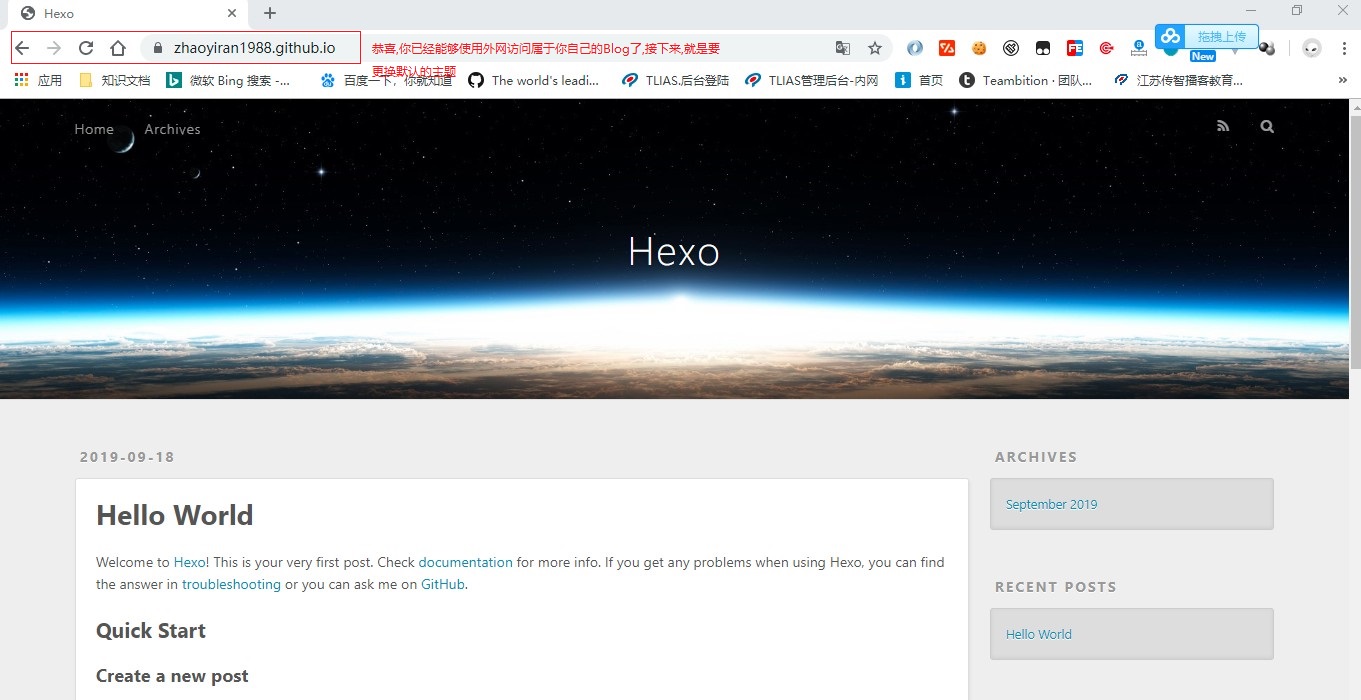 Hexo
zhaoyiran1988.github.io
恭喜,你已经能够使用外网访问属于你自己的Blog了,接下来,就是要
更换默认的主题
拖拽上传
New
应用 知识文档 微软 Bing 搜索 -... 百度一下，你就知道 The world's leadi... TLIAS.后台登陆 TLIAS管理后台-内网 首页 Teambition · 团队... 江苏传智播客教育...
Home Archives
Hexo
2019-09-18
ARCHIVES
Hello World
September 2019
Welcome to Hexo! This is your very first post. Check documentation for more info. If you get any problems when using Hexo, you can find
the answer in troubleshooting or you can ask me on GitHub.
RECENT POSTS
Quick Start
Hello World
Create a new post